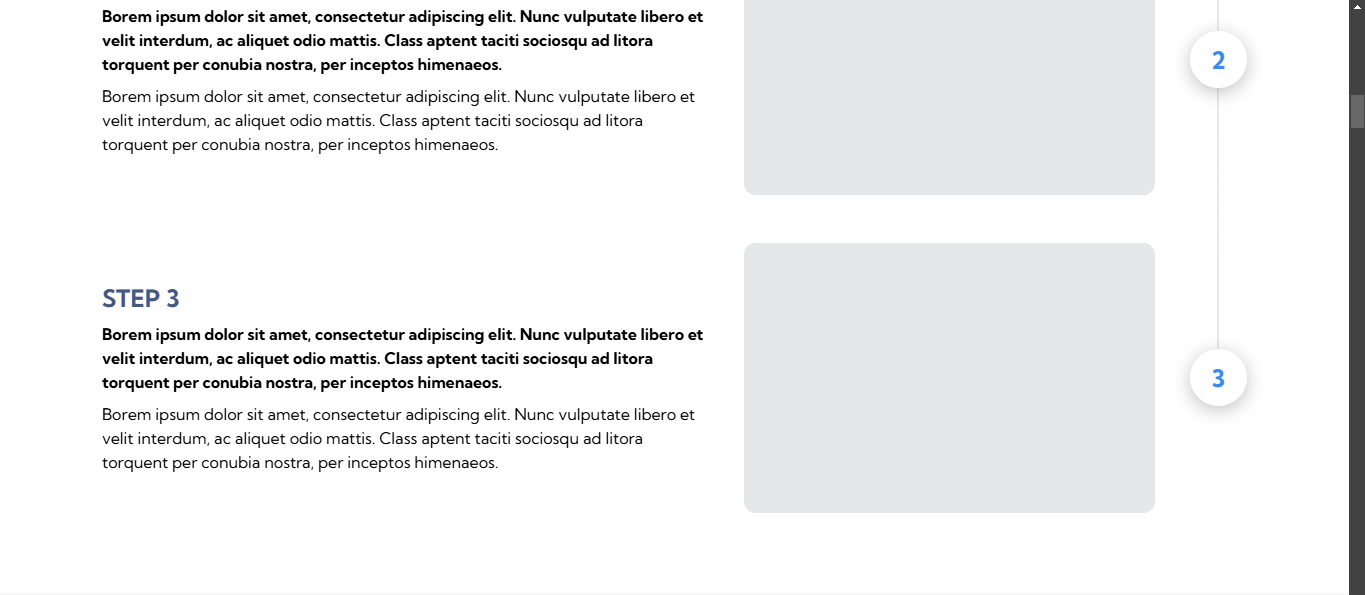 Borem ipsum dolor sit amet, consectetur adipiscing elit. Nunc vulputate libero et
velit interdum, ac aliquet odio mattis. Class aptent taciti sociosqu ad litora
torquent per conubia nostra, per inceptos himenaeos.
Borem ipsum dolor sit amet, consectetur adipiscing elit. Nunc vulputate libero et
velit interdum, ac aliquet odio mattis. Class aptent taciti sociosqu ad litora
torquent per conubia nostra, per inceptos himenaeos.
2
STEP 3
Borem ipsum dolor sit amet, consectetur adipiscing elit. Nunc vulputate libero et
velit interdum, ac aliquet odio mattis. Class aptent taciti sociosqu ad litora
torquent per conubia nostra, per inceptos himenaeos.
Borem ipsum dolor sit amet, consectetur adipiscing elit. Nunc vulputate libero et
velit interdum, ac aliquet odio mattis. Class aptent taciti sociosqu ad litora
torquent per conubia nostra, per inceptos himenaeos.
3